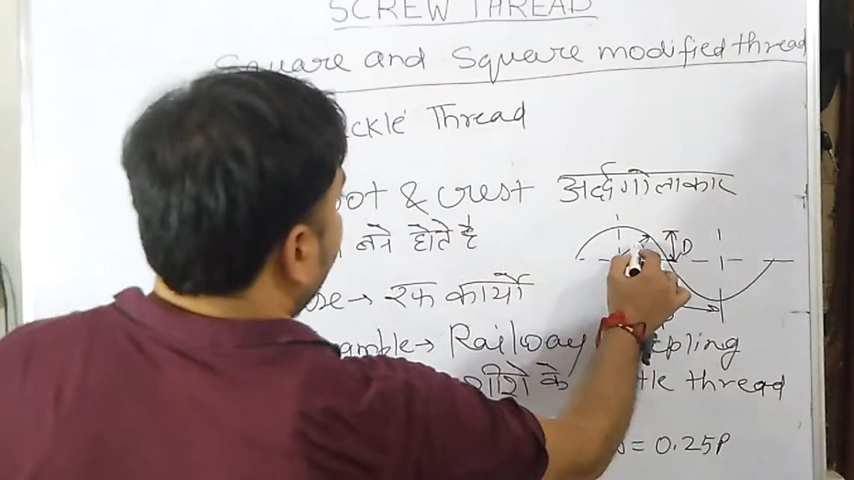 SCREW THREAD
Square and Square modified thread
ckle Thread
ot & crest अर्द्धगोलाकार
बने होते है
se → रफ कार्यो
ample → Railway pling
शीशे के tle thread
D
= 0.25P